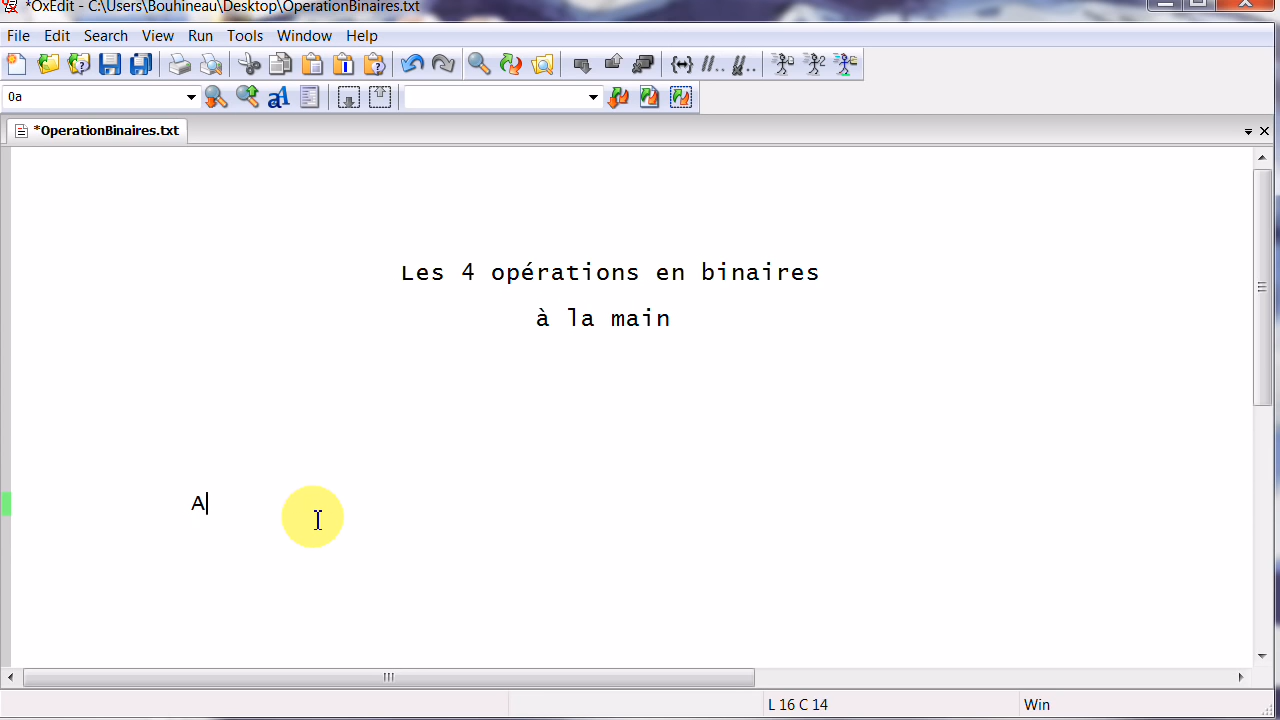 *OxEdit - C:\Users\Bouhineau\Desktop\OperationBinaires.txt
File Edit Search View Run Tools Window Help
0a
*OperationBinaires.txt
Les 4 opérations en binaires
à la main
A
L 16 C 14 Win